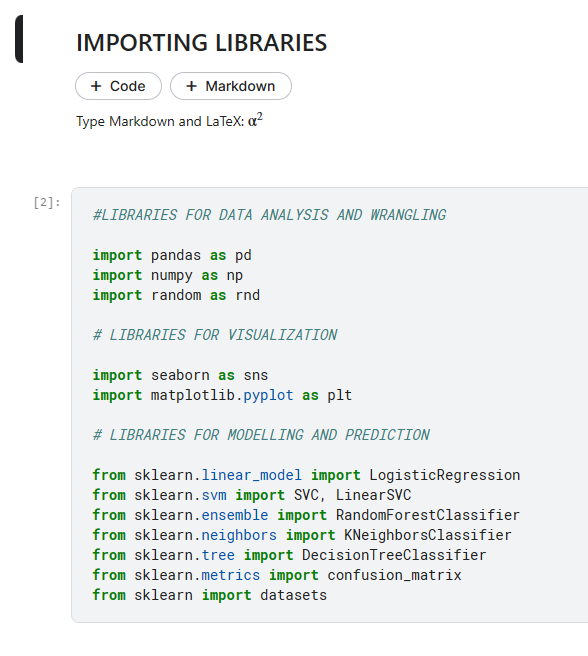 IMPORTING LIBRARIES
+ Code + Markdown
Type Markdown and LaTeX: α²
[2]:
#LIBRARIES FOR DATA ANALYSIS AND WRANGLING
import pandas as pd
import numpy as np
import random as rnd
# LIBRARIES FOR VISUALIZATION
import seaborn as sns
import matplotlib.pyplot as plt
# LIBRARIES FOR MODELLING AND PREDICTION
from sklearn.linear_model import LogisticRegression
from sklearn.svm import SVC, LinearSVC
from sklearn.ensemble import RandomForestClassifier
from sklearn.neighbors import KNeighborsClassifier
from sklearn.tree import DecisionTreeClassifier
from sklearn.metrics import confusion_matrix
from sklearn import datasets